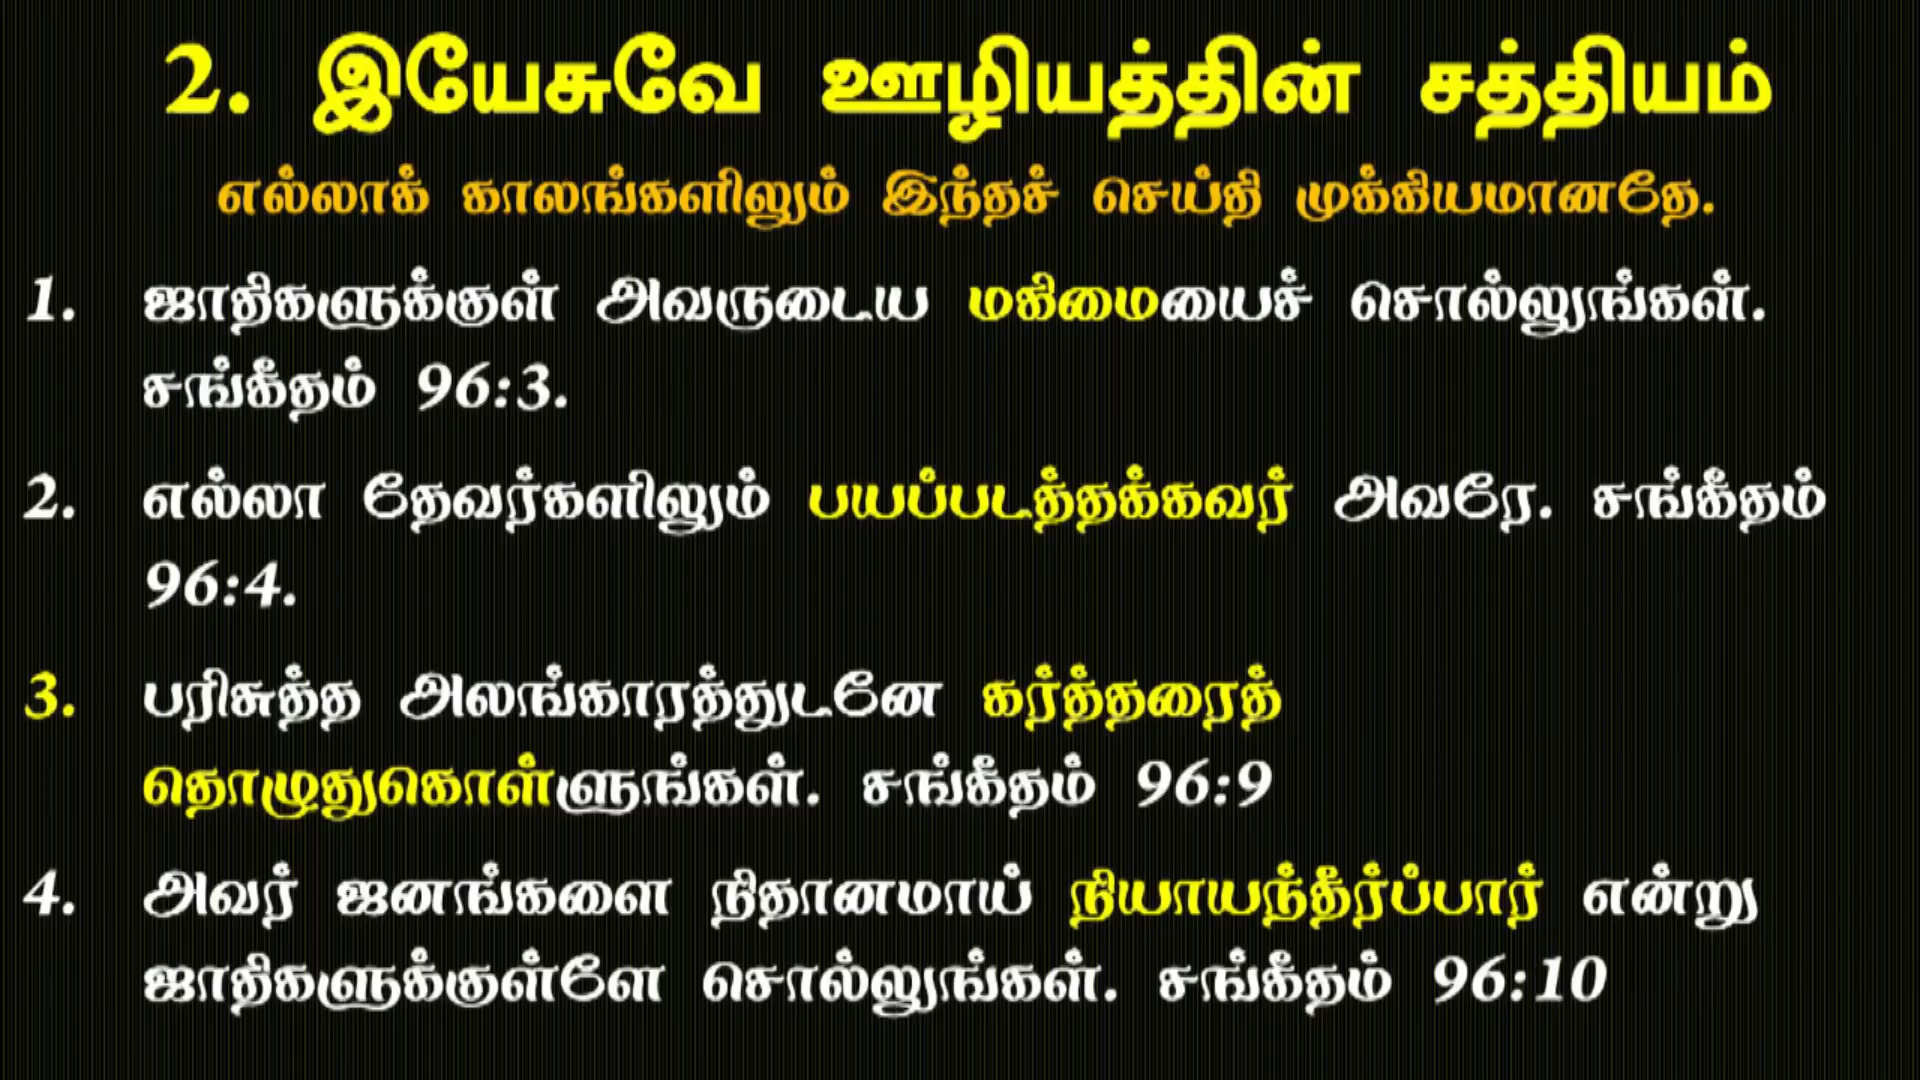 2. இயேசுவே ஊழியத்தின் சத்தியம்
எல்லாக் காலங்களிலும் இந்தச் செய்தி முக்கியமானதே.
1. ஜாதிகளுக்குள் அவருடைய மகிமையைச் சொல்லுங்கள்.
சங்கீதம் 96:3.
2. எல்லா தேவர்களிலும் பயப்படத்தக்கவர் அவரே. சங்கீதம்
96:4.
3. பரிசுத்த அலங்காரத்துடனே கர்த்தரைத்
தொழுதுகொள்ளுங்கள். சங்கீதம் 96:9
4. அவர் ஜனங்களை நிதானமாய் நியாயந்தீர்ப்பார் என்று
ஜாதிகளுக்குள்ளே சொல்லுங்கள். சங்கீதம் 96:10